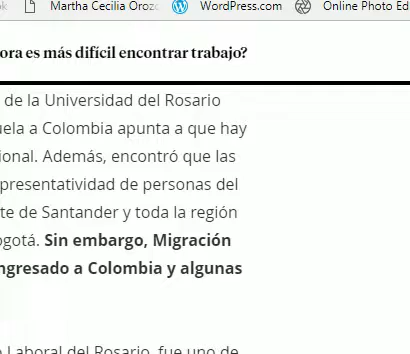 Martha Cecilia Oroz WordPress.com Online Photo Ed
ora es más difícil encontrar trabajo?
de la Universidad del Rosario
uela a Colombia apunta a que hay
ional. Además, encontró que las
presentatividad de personas del
te de Santander y toda la región
ogotá. Sin embargo, Migración
ngresado a Colombia y algunas
Laboral del Rosario, fue uno de